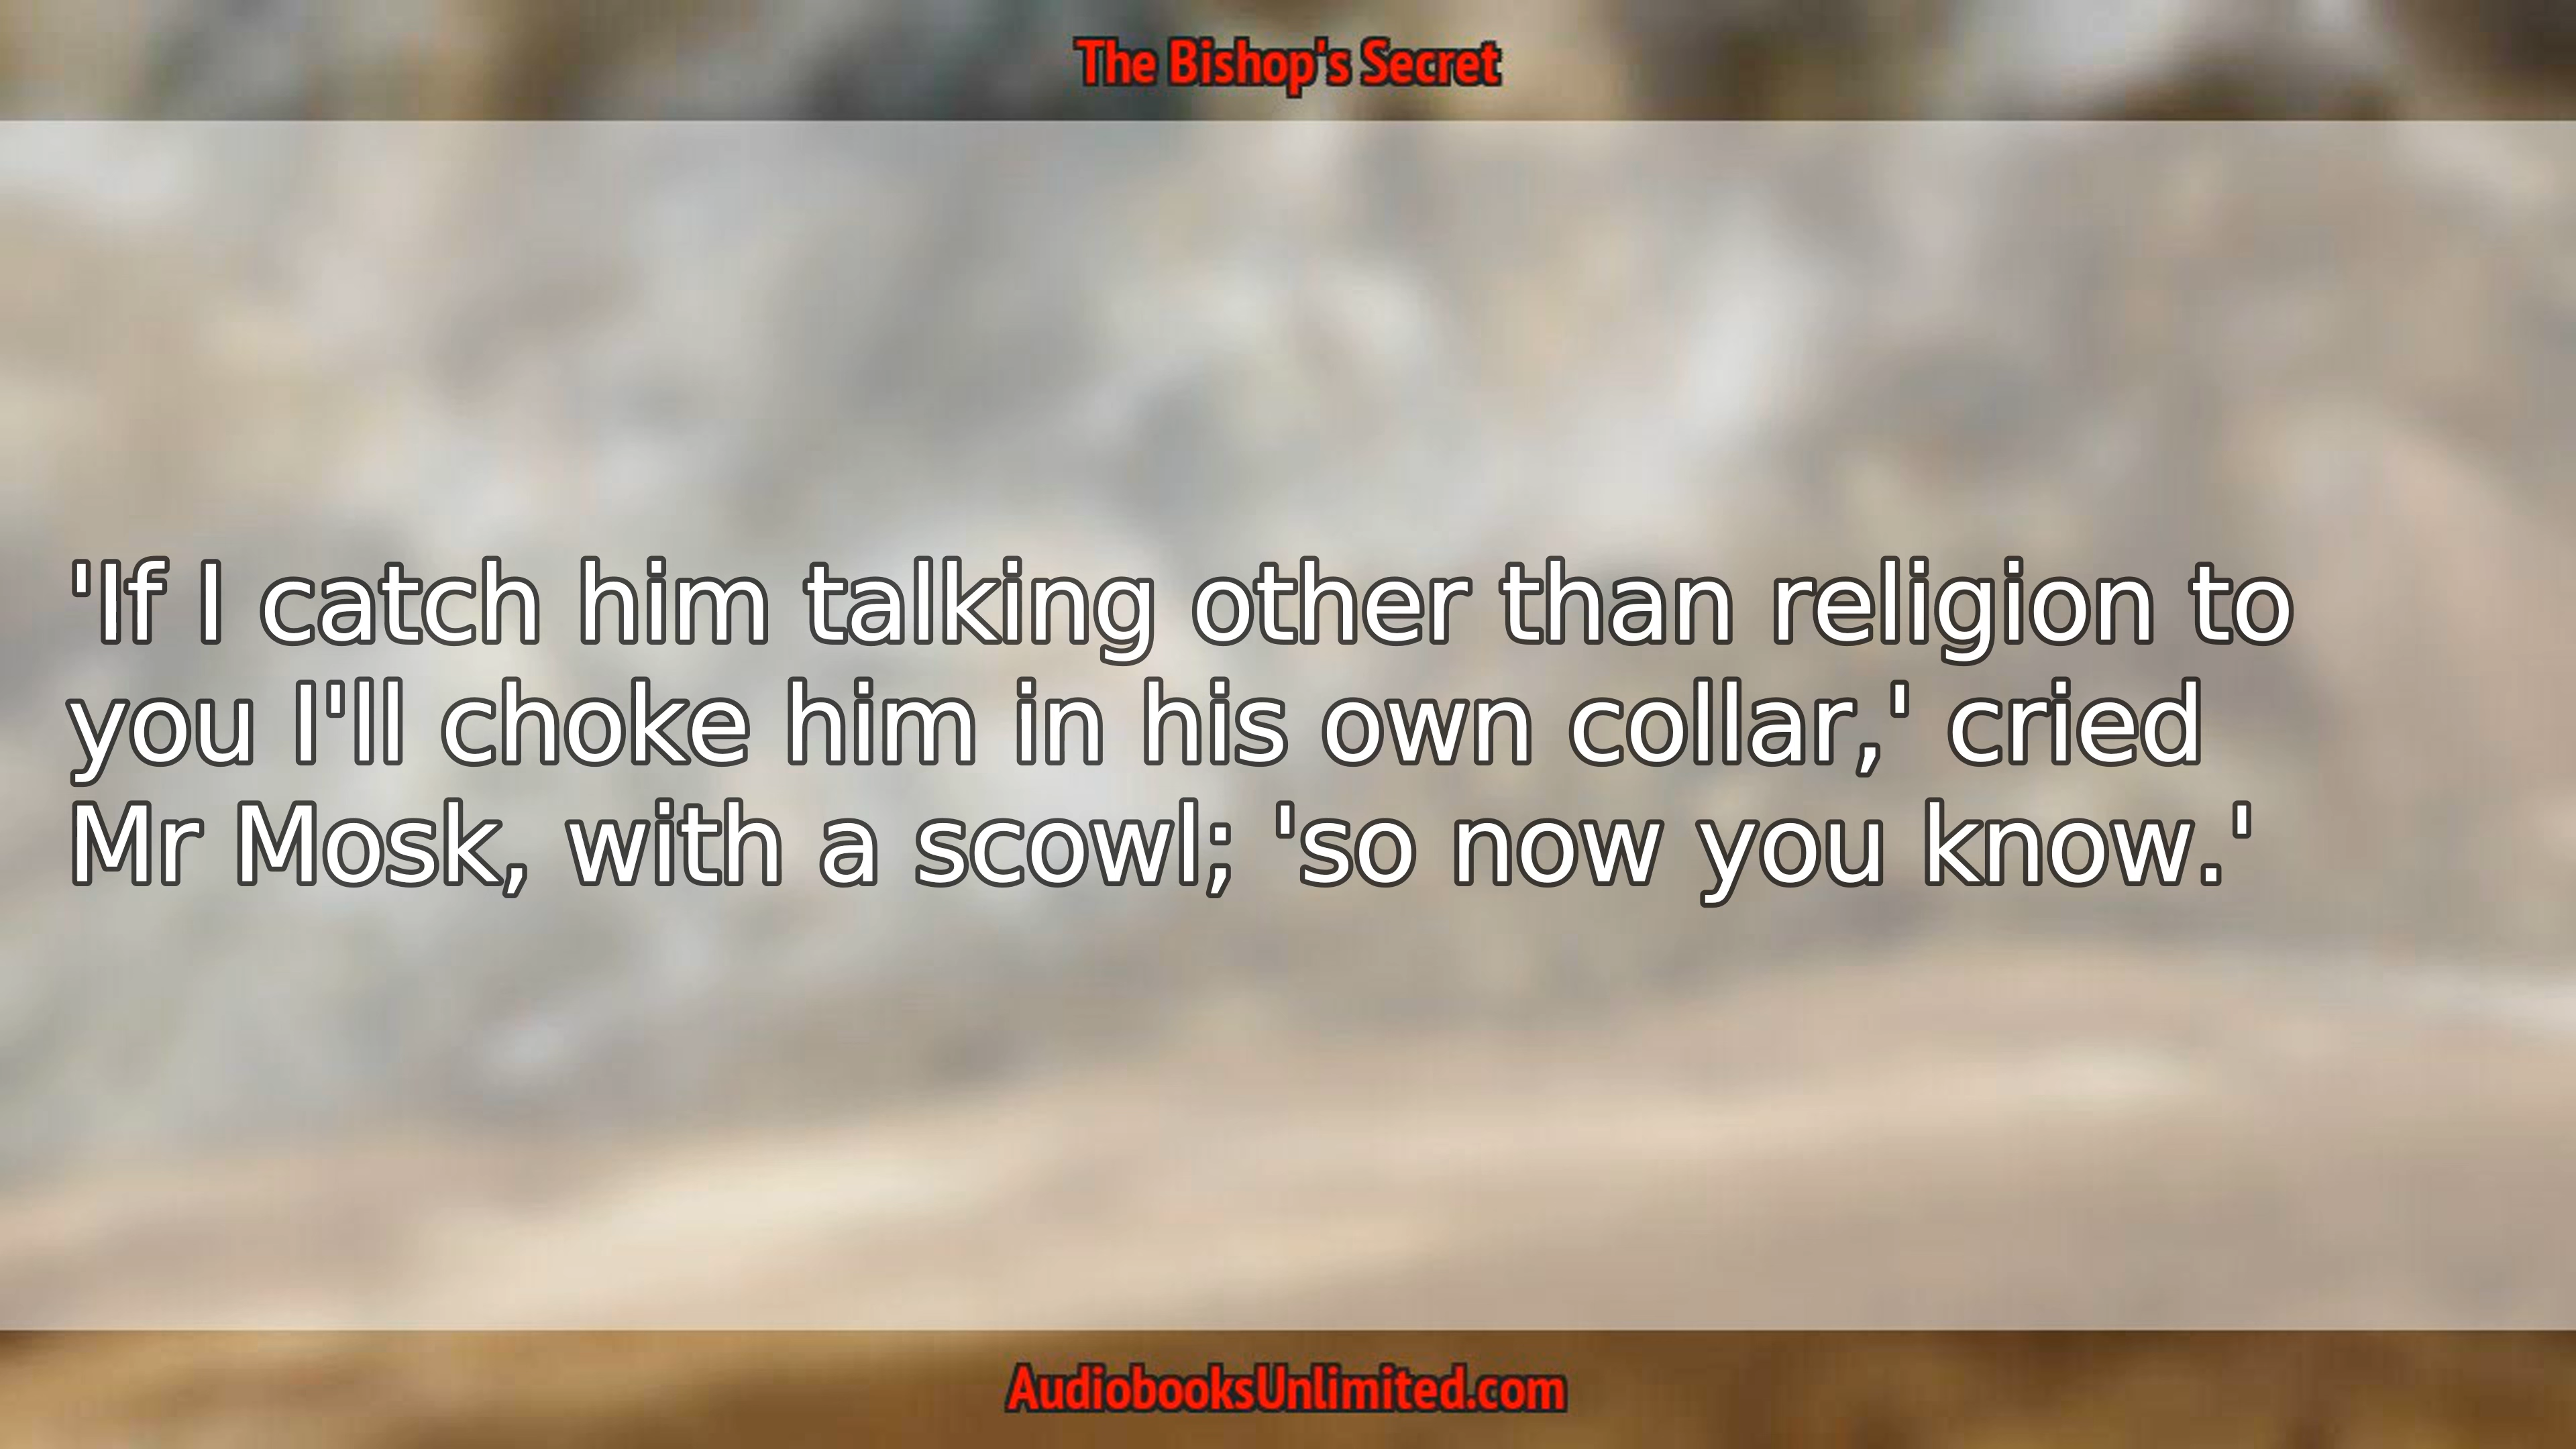 The Bishop's Secret
'If I catch him talking other than religion to
you I'll choke him in his own collar,' cried
Mr Mosk, with a scowl; 'so now you know.'
AudiobooksUnlimited.com